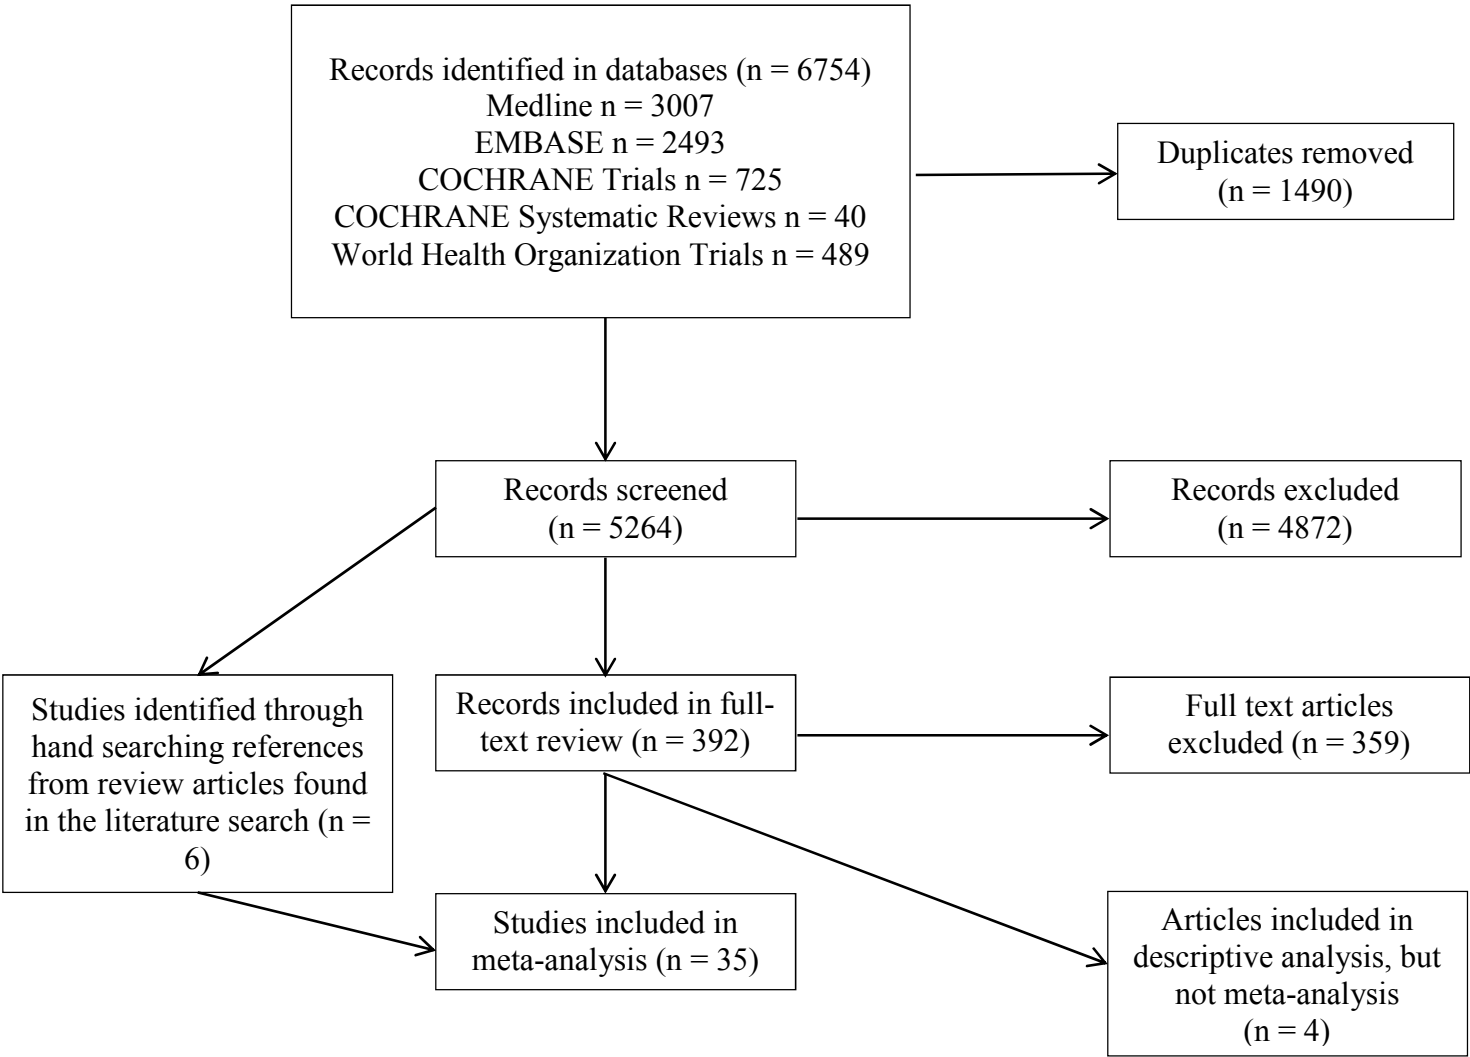 Records identified in databases (n = 6754)
Medline n = 3007
EMBASE n = 2493
COCHRANE Trials n = 725
COCHRANE Systematic Reviews n = 40
World Health Organization Trials n = 489
Duplicates removed
(n = 1490)
Records screened
(n = 5264)
Records excluded
(n = 4872)
Studies identified through
hand searching references
from review articles found
in the literature search (n =
6)
Records included in full-
text review (n = 392)
Full text articles
excluded (n = 359)
Studies included in
meta-analysis (n = 35)
Articles included in
descriptive analysis, but
not meta-analysis
(n = 4)